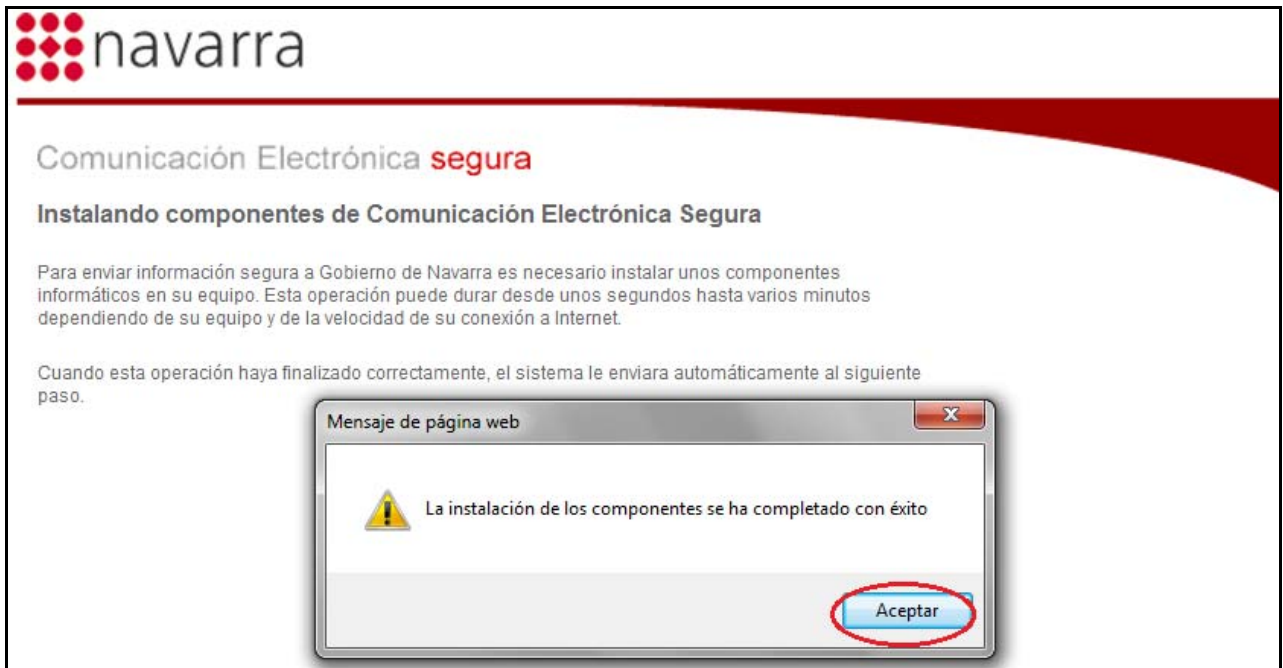 navarra
Comunicación Electrónica segura
Instalando componentes de Comunicación Electrónica Segura
Para enviar información segura a Gobierno de Navarra es necesario instalar unos componentes
informáticos en su equipo. Esta operación puede durar desde unos segundos hasta varios minutos
dependiendo de su equipo y de la velocidad de su conexión a Internet.
Cuando esta operación haya finalizado correctamente, el sistema le enviara automáticamente al siguiente
paso.
Mensaje de página web
La instalación de los componentes se ha completado con éxito
Aceptar